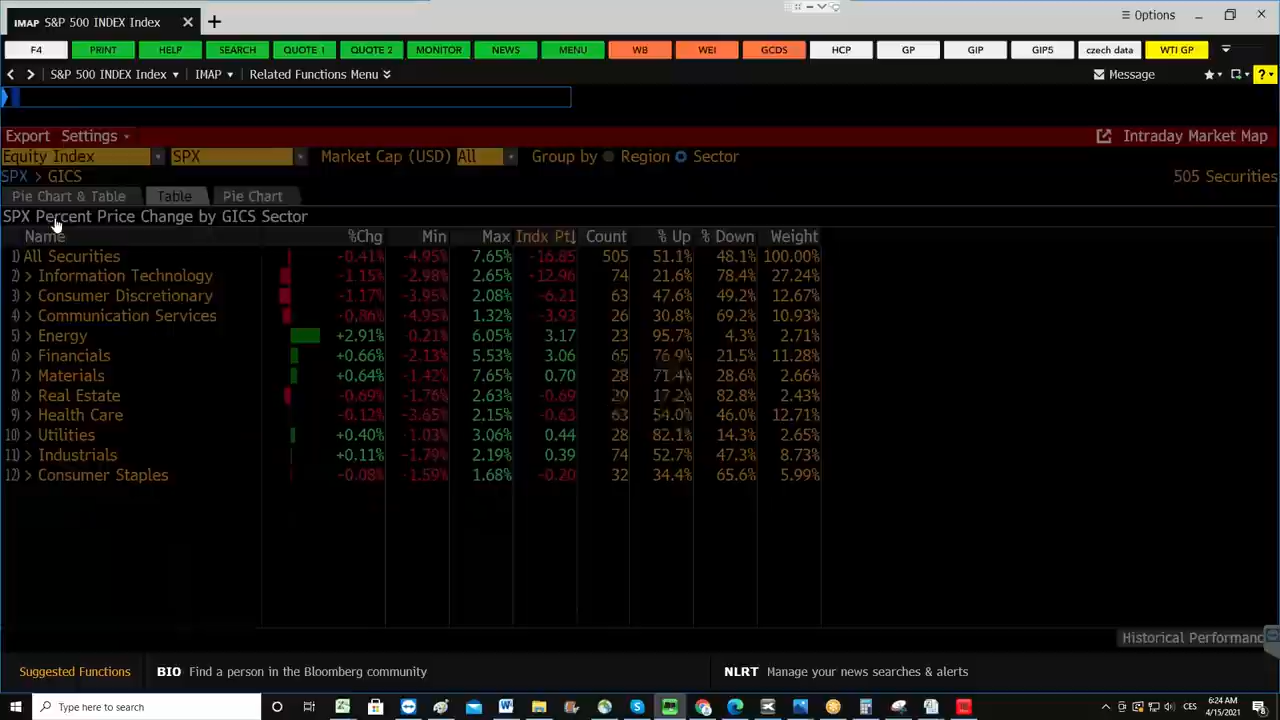 IMAP S&P 500 INDEX Index × +
Options
F4 PRINT HELP SEARCH QUOTE 1 QUOTE 2 MONITOR NEWS MENU WB WEI GCDS HCP GP GIP GIP5 czech data WTI GP
S&P 500 INDEX Index IMAP Related Functions Menu Message ?
Export Settings Intraday Market Map
Equity Index SPX Market Cap (USD) All Group by Region Sector
SPX > GICS 505 Securities
Pie Chart & Table Table Pie Chart
SPX Percent Price Change by GICS Sector
Name %Chg Min Max Indx Pt↓ Count % Up % Down Weight
1) All Securities -0.41% -4.95% 7.65% -16.85 505 51.1% 48.1% 100.00%
2) > Information Technology -1.15% -2.98% 2.65% -12.96 74 21.6% 78.4% 27.24%
3) > Consumer Discretionary -1.17% -3.95% 2.08% -6.21 63 47.6% 49.2% 12.67%
4) > Communication Services -0.86% -4.95% 1.32% -3.93 26 30.8% 69.2% 10.93%
5) > Energy +2.91% -0.21% 6.05% 3.17 23 95.7% 4.3% 2.71%
6) > Financials +0.66% -2.13% 5.53% 3.06 65 76.9% 21.5% 11.28%
7) > Materials +0.64% -1.42% 7.65% 0.70 28 71.4% 28.6% 2.66%
8) > Real Estate -0.69% -1.76% 2.63% -0.69 29 17.2% 82.8% 2.43%
9) > Health Care -0.12% -3.65% 2.15% -0.63 63 54.0% 46.0% 12.71%
10) > Utilities +0.40% -1.03% 3.06% 0.44 28 82.1% 14.3% 2.65%
11) > Industrials +0.11% -1.79% 2.19% 0.39 74 52.7% 47.3% 8.73%
12) > Consumer Staples -0.08% -1.59% 1.68% -0.20 32 34.4% 65.6% 5.99%
Historical Performanc
Suggested Functions BIO Find a person in the Bloomberg community NLRT Manage your news searches & alerts
Type here to search CES 6:24 AM
4/15/2021